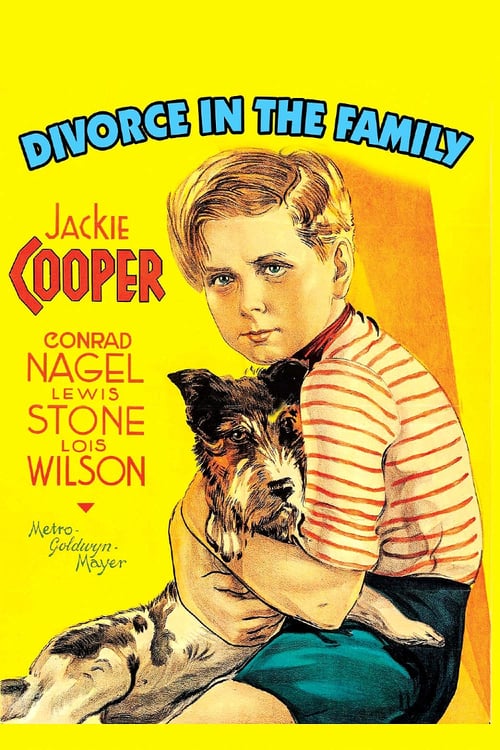 DIVORCE IN THE FAMILY
JACKIE
COOPER
CONRAD
NAGEL
LEWIS
STONE
LOIS
WILSON
Metro-
Goldwyn-
Mayer